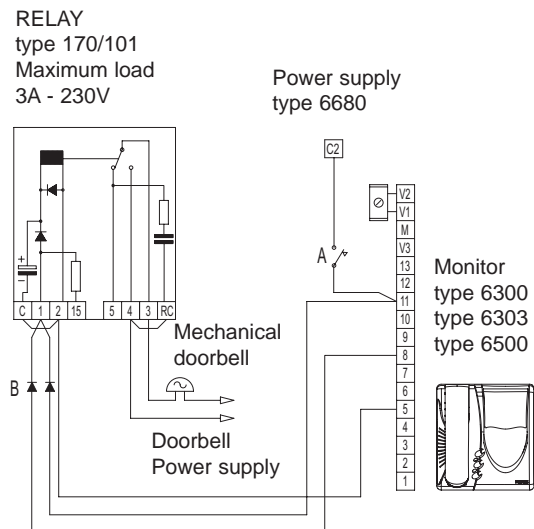 RELAY
type 170/101
Maximum load
3A - 230V
Power supply
type 6680
C2
A
+
–
C 1 2 15 5 4 3 RC
B
Mechanical
doorbell
Doorbell
Power supply
V2
V1
M
V3
13
12
11
10
9
8
7
6
5
4
3
2
1
Monitor
type 6300
type 6303
type 6500